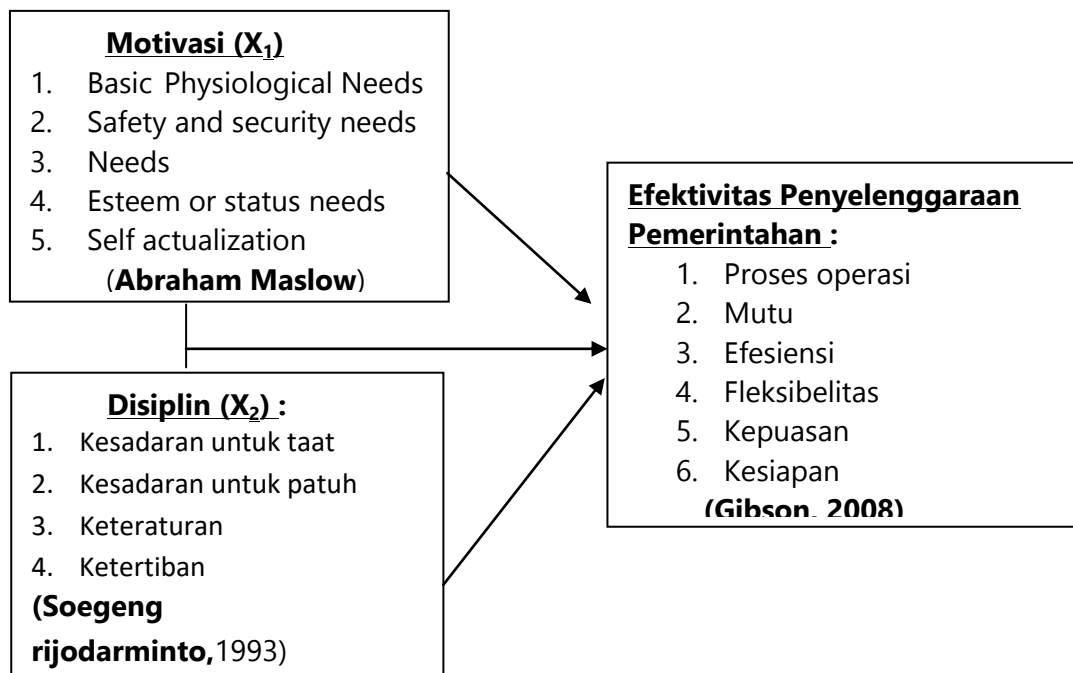 Motivasi (X1)
1. Basic Physiological Needs
2. Safety and security needs
3. Needs
4. Esteem or status needs
5. Self actualization
(Abraham Maslow)
Disiplin (X2) :
1. Kesadaran untuk taat
2. Kesadaran untuk patuh
3. Keteraturan
4. Ketertiban
(Soegeng
rijodarminto,1993)
Efektivitas Penyelenggaraan
Pemerintahan :
1. Proses operasi
2. Mutu
3. Efesiensi
4. Fleksibelitas
5. Kepuasan
6. Kesiapan
(Gibson, 2008)